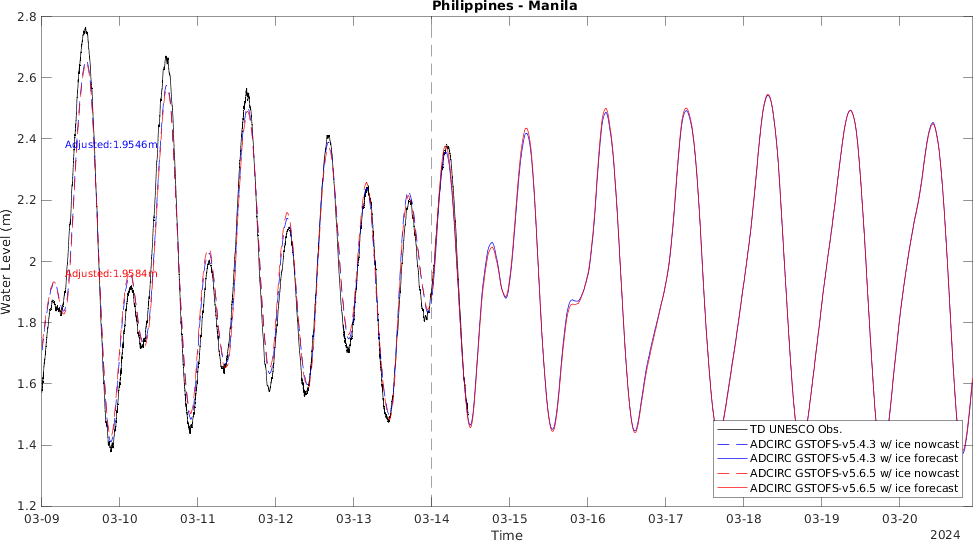 Philippines - Manila
2.8
2.6
2.4
2.2
2
1.8
1.6
1.4
1.2
Water Level (m)
Adjusted:1.9546m
Adjusted:1.9584m
TD UNESCO Obs.
ADCIRC GSTOFS-v5.4.3 w/ ice nowcast
ADCIRC GSTOFS-v5.4.3 w/ ice forecast
ADCIRC GSTOFS-v5.6.5 w/ ice nowcast
ADCIRC GSTOFS-v5.6.5 w/ ice forecast
03-09 03-10 03-11 03-12 03-13 03-14 03-15 03-16 03-17 03-18 03-19 03-20
Time
2024